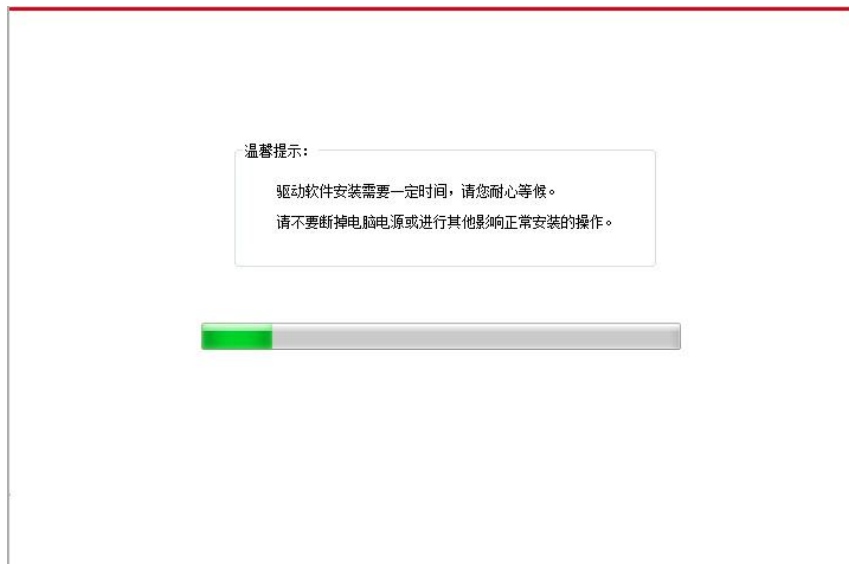 温馨提示：
驱动软件安装需要一定时间，请您耐心等候。
请不要断掉电脑电源或进行其他影响正常安装的操作。